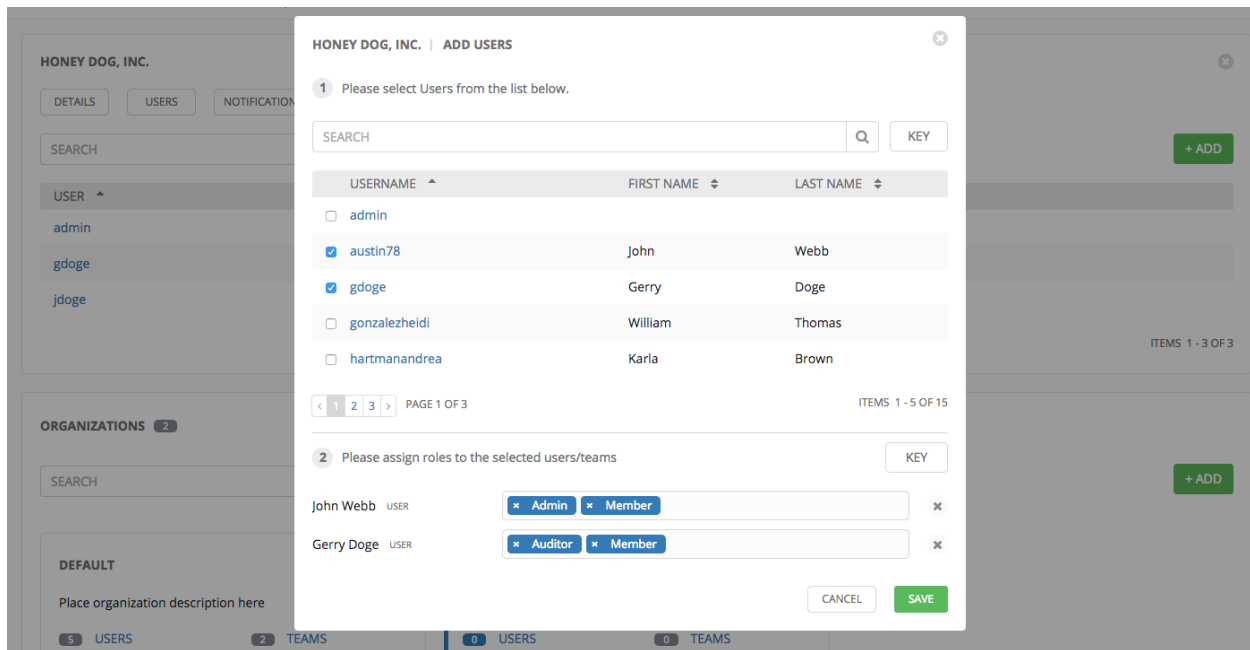 HONEY DOG, INC.
DETAILS
USERS
NOTIFICATION
SEARCH
+ ADD
USER
admin
gdoge
jdoge
ITEMS 1 - 3 OF 3
ORGANIZATIONS 2
SEARCH
+ ADD
DEFAULT
Place organization description here
5 USERS
2 TEAMS
0 USERS
0 TEAMS
HONEY DOG, INC. | ADD USERS
1 Please select Users from the list below.
SEARCH
KEY
USERNAME FIRST NAME LAST NAME
admin
austin78 John Webb
gdoge Gerry Doge
gonzalezheidi William Thomas
hartmanandrea Karla Brown
< 1 2 3 > PAGE 1 OF 3 ITEMS 1 - 5 OF 15
2 Please assign roles to the selected users/teams
KEY
John Webb USER × Admin × Member ×
Gerry Doge USER × Auditor × Member ×
CANCEL SAVE